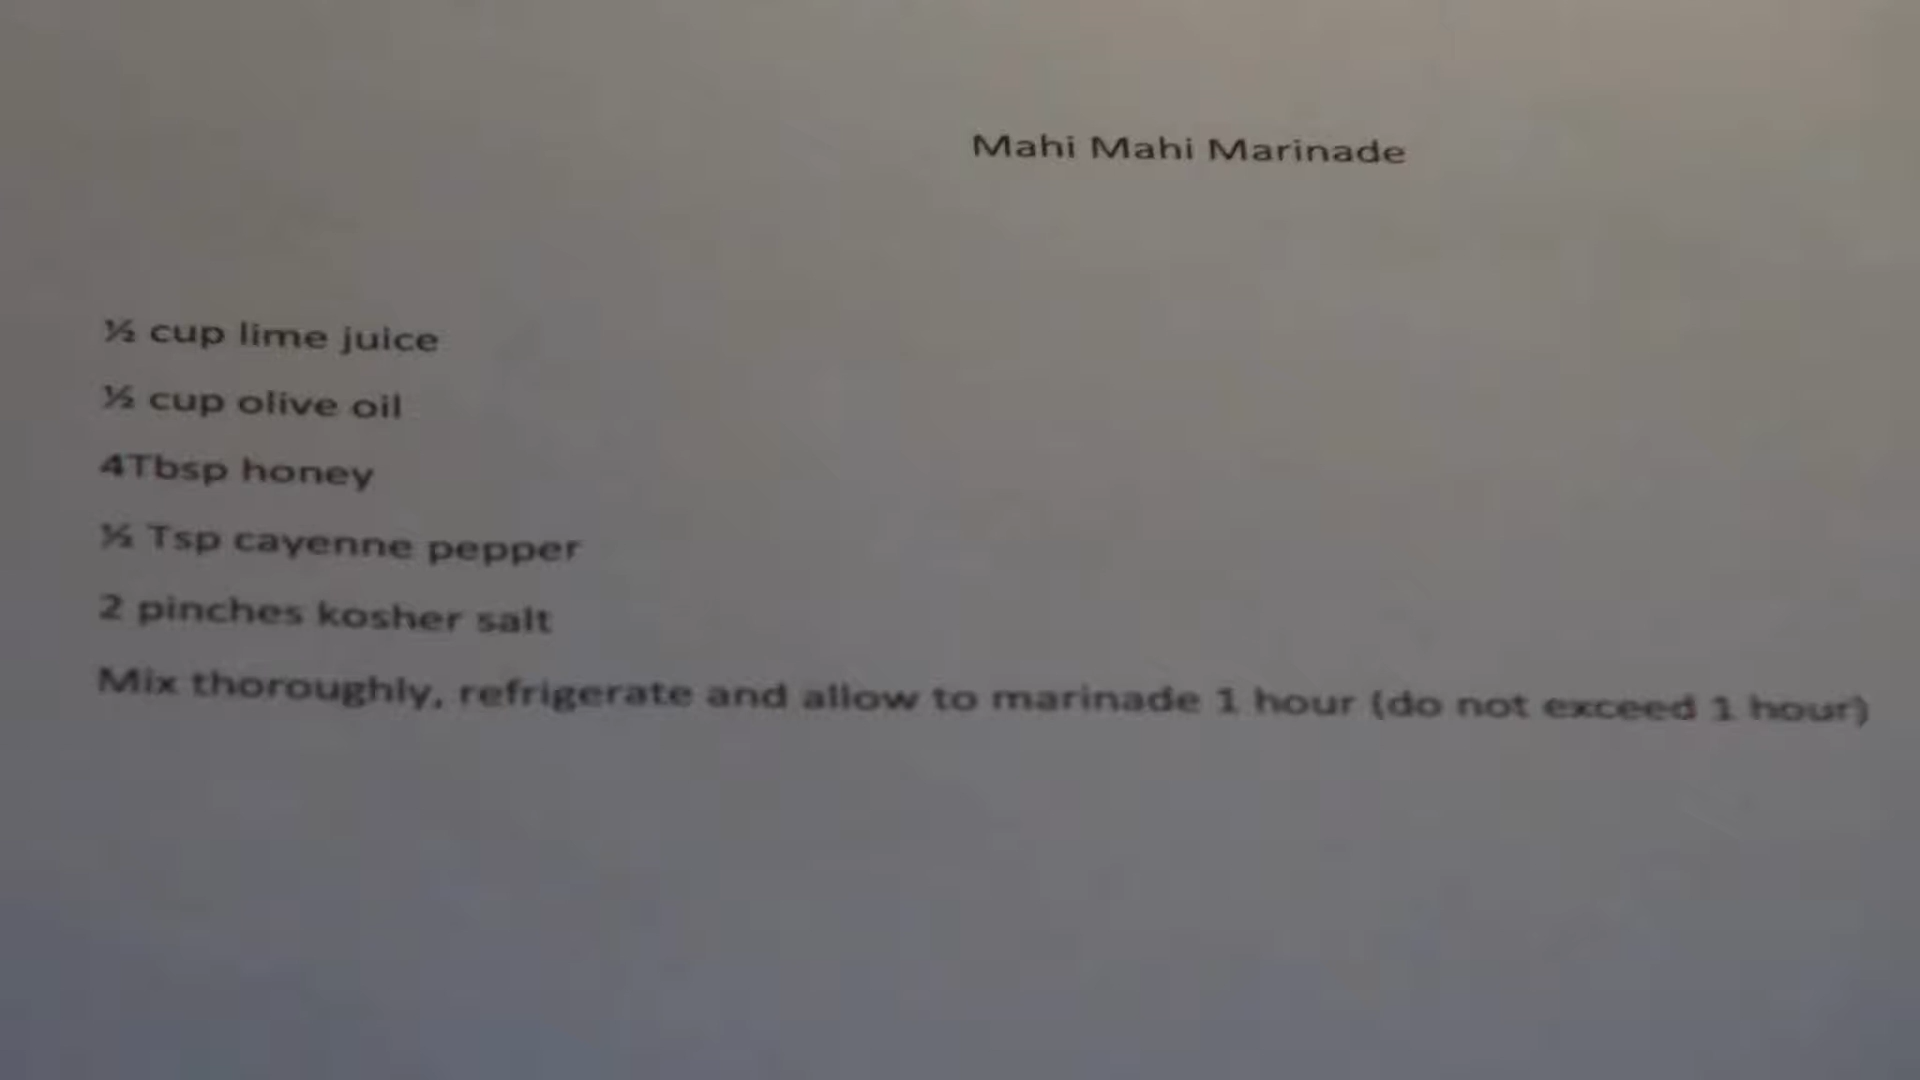 Mahi Mahi Marinade
½ cup lime juice
½ cup olive oil
4Tbsp honey
½ Tsp cayenne pepper
2 pinches kosher salt
Mix thoroughly, refrigerate and allow to marinade 1 hour (do not exceed 1 hour)